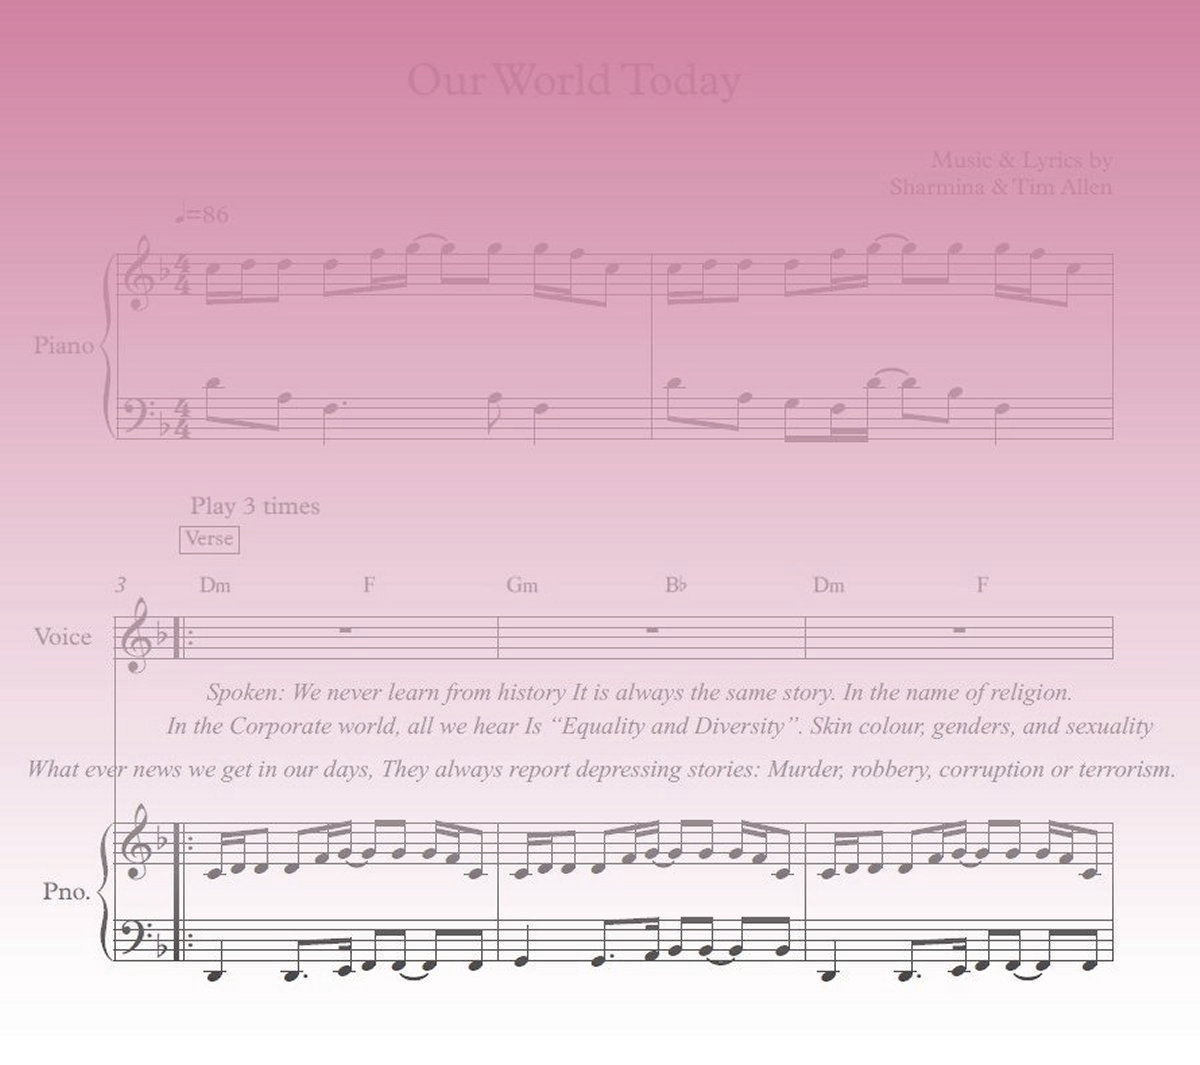 Our World Today
Music & Lyrics by
Sharmina & Tim Allen
♩=86
Piano
Play 3 times
Verse
3 Dm F Gm B♭ Dm F
Voice
Spoken: We never learn from history It is always the same story. In the name of religion.
In the Corporate world, all we hear Is “Equality and Diversity”. Skin colour, genders, and sexuality
What ever news we get in our days, They always report depressing stories: Murder, robbery, corruption or terrorism.
Pno.